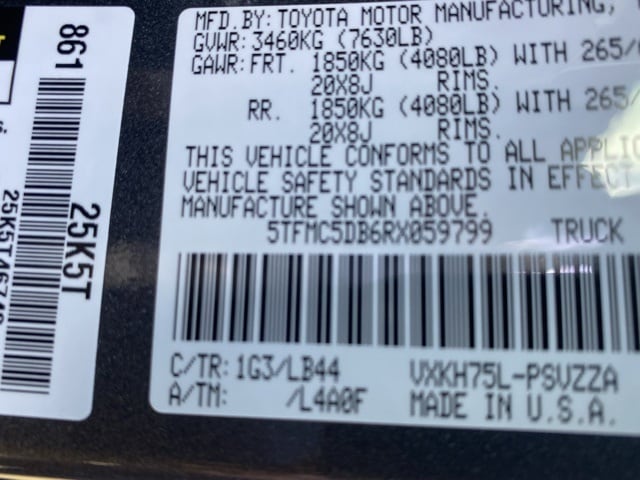 MFD. BY: TOYOTA MOTOR MANUFACTURING,
GVWR: 3460KG (7630LB)
GAWR: FRT. 1850KG (4080LB) WITH 265/
20X8J RIMS.
RR. 1850KG (4080LB) WITH 265/
20X8J RIMS.
THIS VEHICLE CONFORMS TO ALL APPLIC
VEHICLE SAFETY STANDARDS IN EFFECT
MANUFACTURE SHOWN ABOVE.
5TFMC5DB6RX059799 TRUCK
C/TR: 1G3/LB44 VXKH75L-PSVZZA
A/TM: /L4A0F MADE IN U.S.A.
861
25K5T